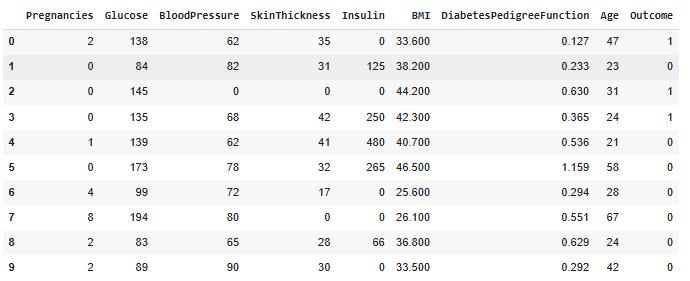 Pregnancies Glucose BloodPressure SkinThickness Insulin BMI DiabetesPedigreeFunction Age Outcome
0 2 138 62 35 0 33.600 0.127 47 1
1 0 84 82 31 125 38.200 0.233 23 0
2 0 145 0 0 0 44.200 0.630 31 1
3 0 135 68 42 250 42.300 0.365 24 1
4 1 139 62 41 480 40.700 0.536 21 0
5 0 173 78 32 265 46.500 1.159 58 0
6 4 99 72 17 0 25.600 0.294 28 0
7 8 194 80 0 0 26.100 0.551 67 0
8 2 83 65 28 66 36.800 0.629 24 0
9 2 89 90 30 0 33.500 0.292 42 0